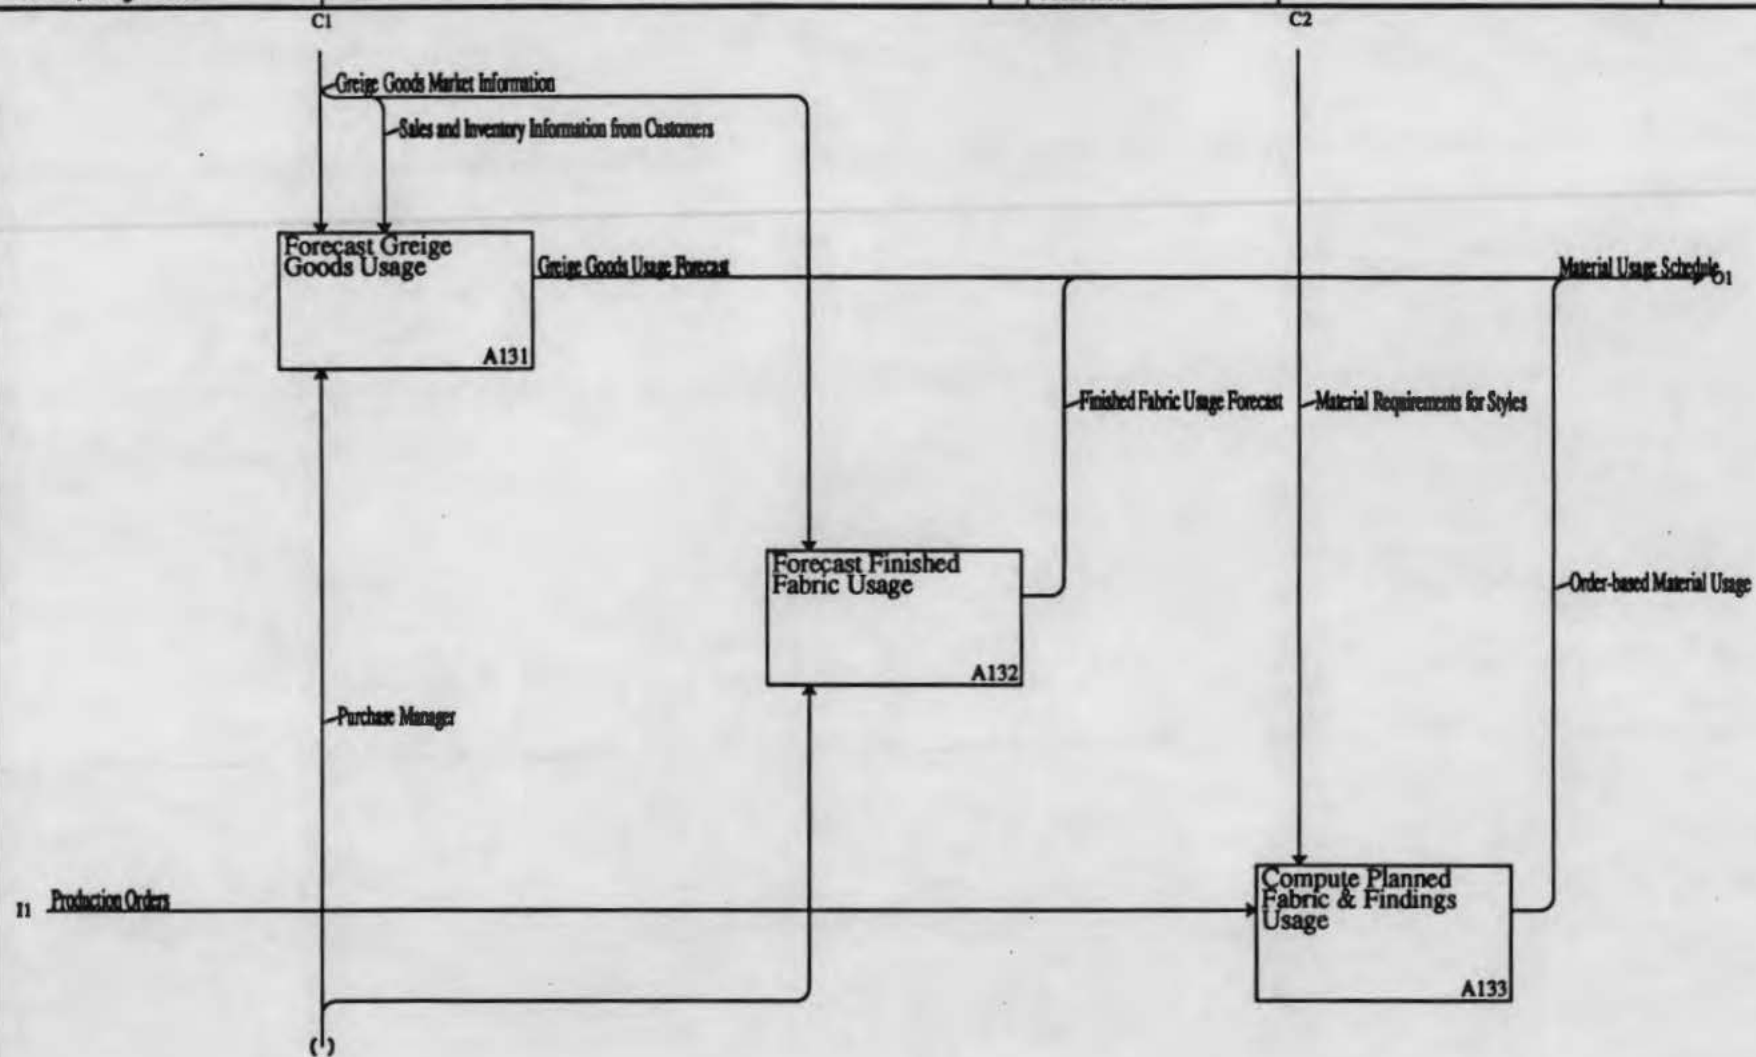 C1
C2
Greige Goods Market Information
Sales and Inventory Information from Customers
Forecast Greige
Goods Usage
A131
Greige Goods Usage Forecast
Material Usage Schedule
O1
Finished Fabric Usage Forecast
Material Requirements for Styles
Forecast Finished
Fabric Usage
A132
Order-based Material Usage
Purchase Manager
I1
Production Orders
Compute Planned
Fabric & Findings
Usage
A133